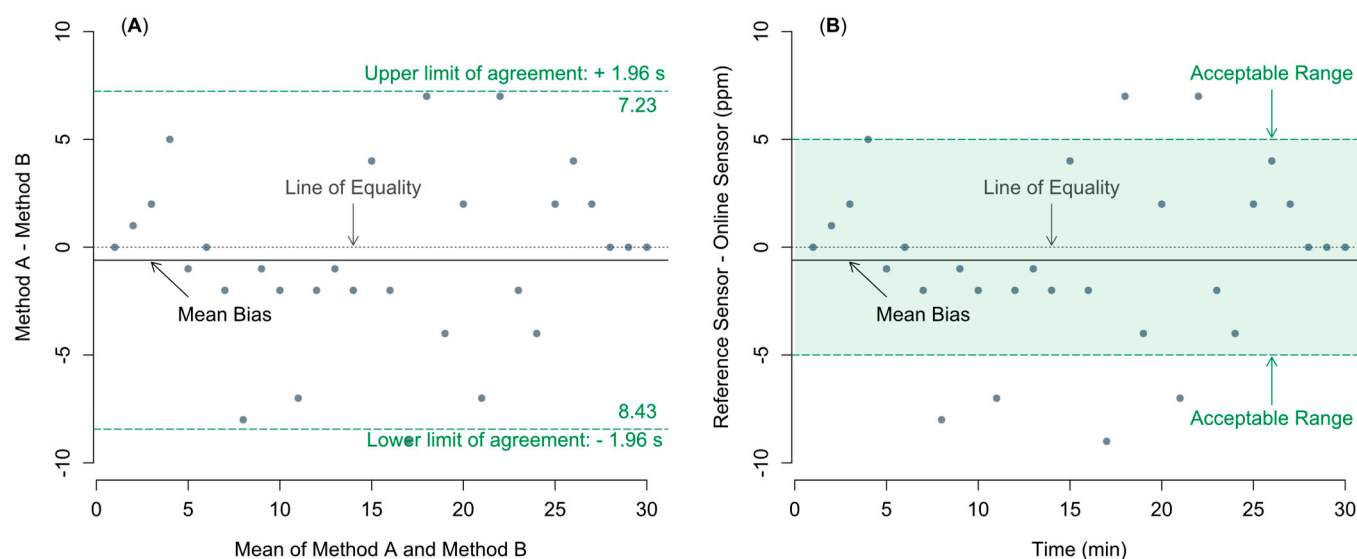 (A)
10
5
0
-5
-10
Method A - Method B
Upper limit of agreement: + 1.96 s
7.23
Line of Equality
Mean Bias
8.43
Lower limit of agreement: - 1.96 s
0 5 10 15 20 25 30
Mean of Method A and Method B
(B)
10
5
0
-5
-10
Reference Sensor - Online Sensor (ppm)
Acceptable Range
Line of Equality
Mean Bias
Acceptable Range
0 5 10 15 20 25 30
Time (min)